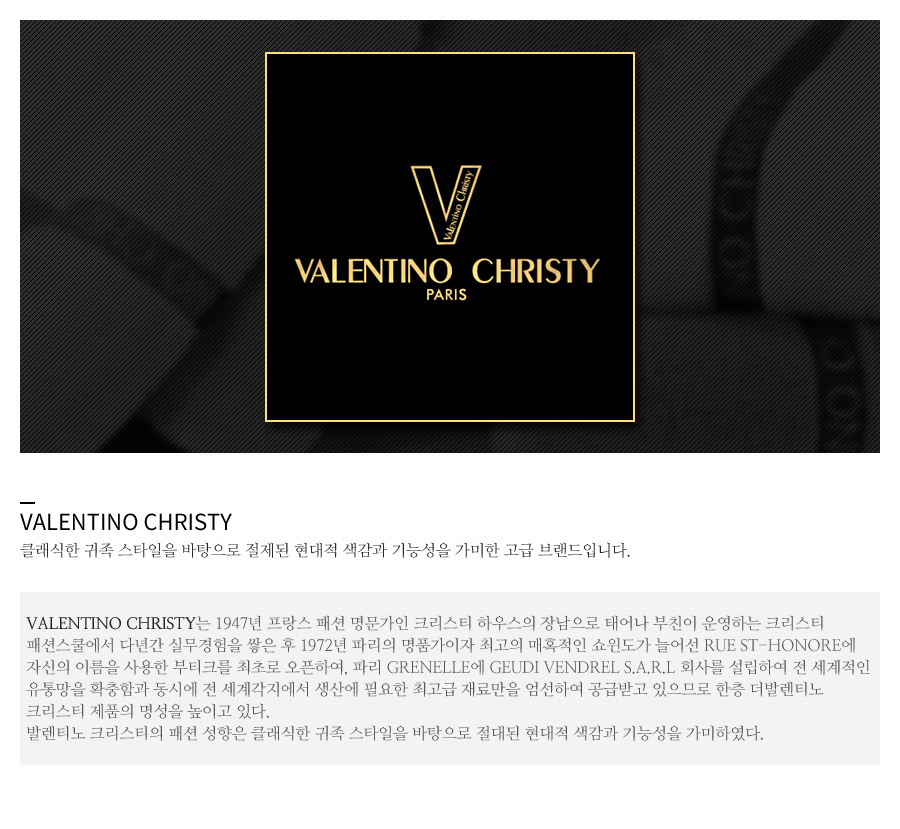 Valentino Christy
VALENTINO CHRISTY
PARIS
NO CHRISTY
NO C
VALENTINO CHRISTY
클래식한 귀족 스타일을 바탕으로 절제된 현대적 색감과 기능성을 가미한 고급 브랜드입니다.
VALENTINO CHRISTY는 1947년 프랑스 패션 명문가인 크리스티 하우스의 장남으로 태어나 부친이 운영하는 크리스티
패션스쿨에서 다년간 실무경험을 쌓은 후 1972년 파리의 명품가이자 최고의 매혹적인 쇼윈도가 늘어선 RUE ST-HONORE에
자신의 이름을 사용한 부티크를 최초로 오픈하여, 파리 GRENELLE에 GEUDI VENDREL S.A.R.L 회사를 설립하여 전 세계적인
유통망을 확충함과 동시에 전 세계각지에서 생산에 필요한 최고급 재료만을 엄선하여 공급받고 있으므로 한층 더발렌티노
크리스티 제품의 명성을 높이고 있다.
발렌티노 크리스티의 패션 성향은 클래식한 귀족 스타일을 바탕으로 절대된 현대적 색감과 기능성을 가미하였다.